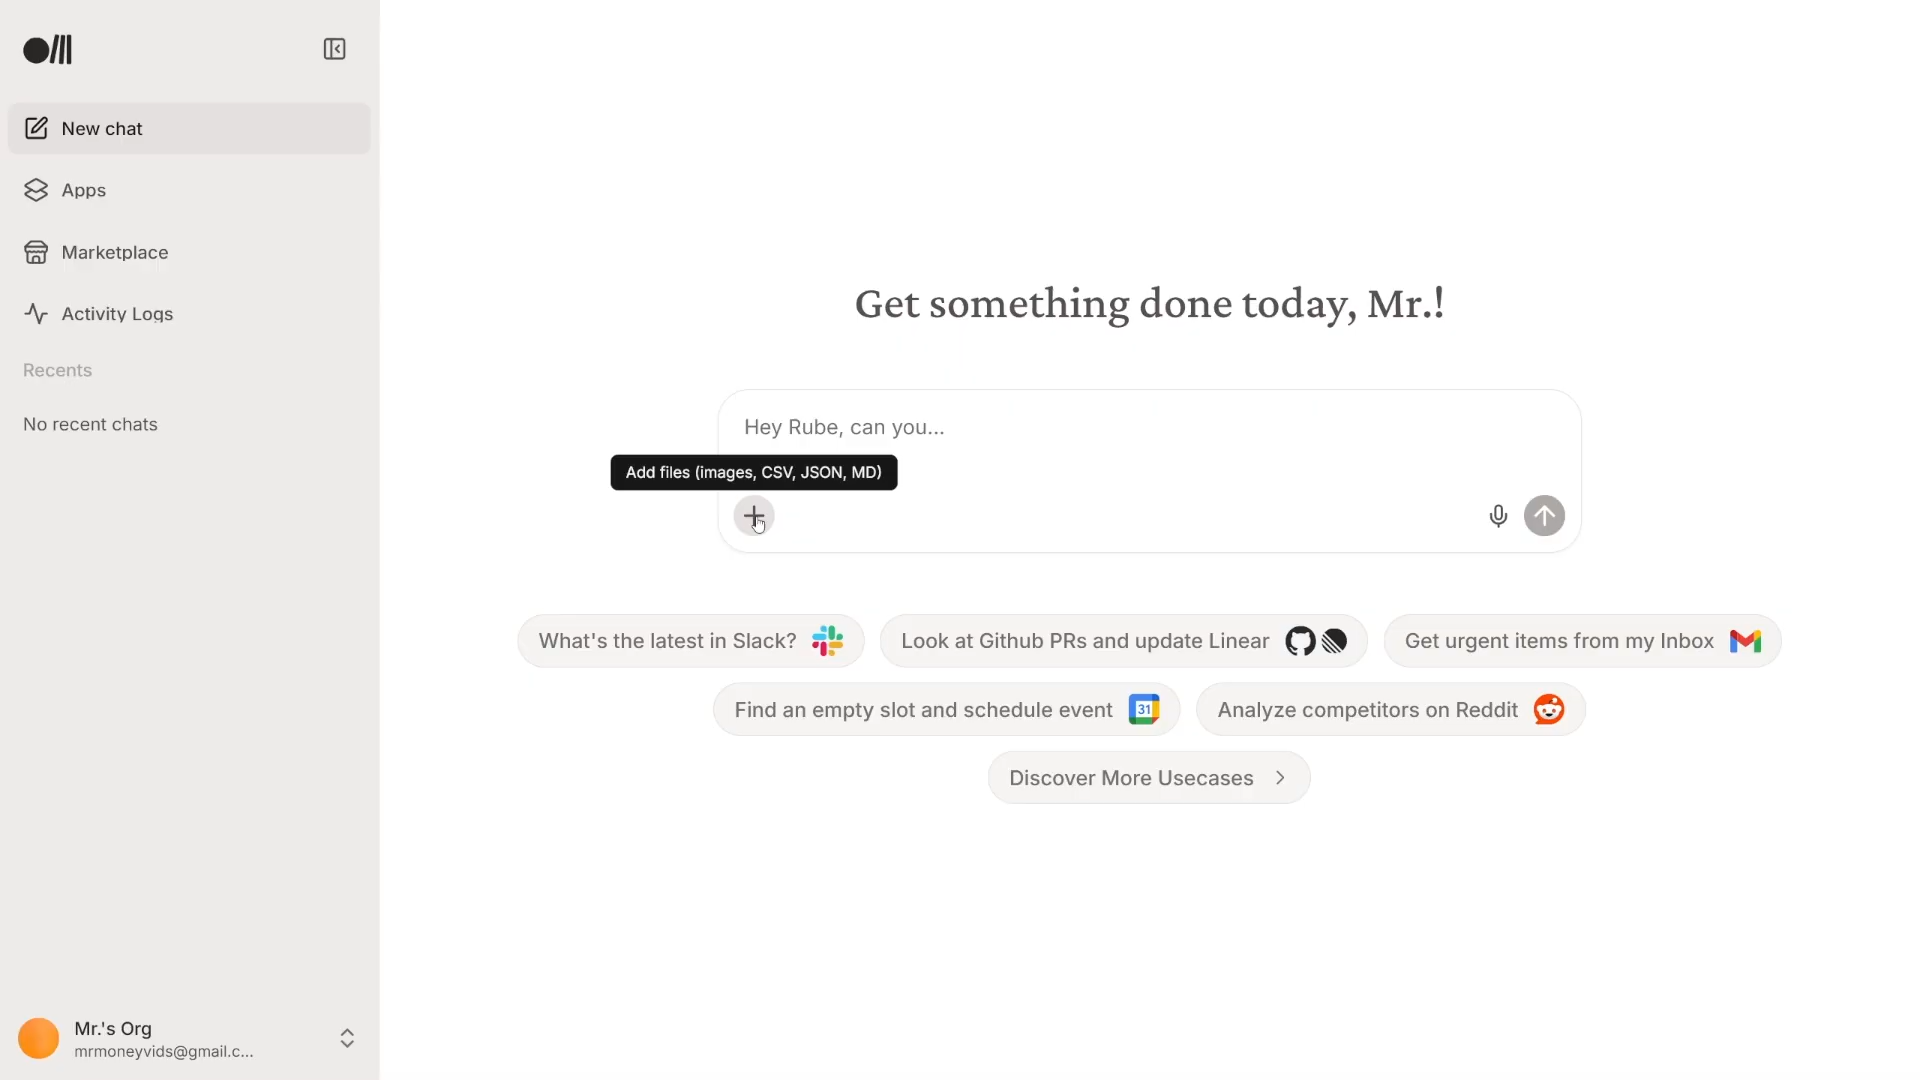 New chat
Apps
Marketplace
Activity Logs
Recents
No recent chats
Get something done today, Mr.!
Hey Rube, can you...
Add files (images, CSV, JSON, MD)
What's the latest in Slack?
Look at Github PRs and update Linear
Get urgent items from my Inbox
Find an empty slot and schedule event
31
Analyze competitors on Reddit
Discover More Usecases
Mr.'s Org
mrmoneyvids@gmail.c...